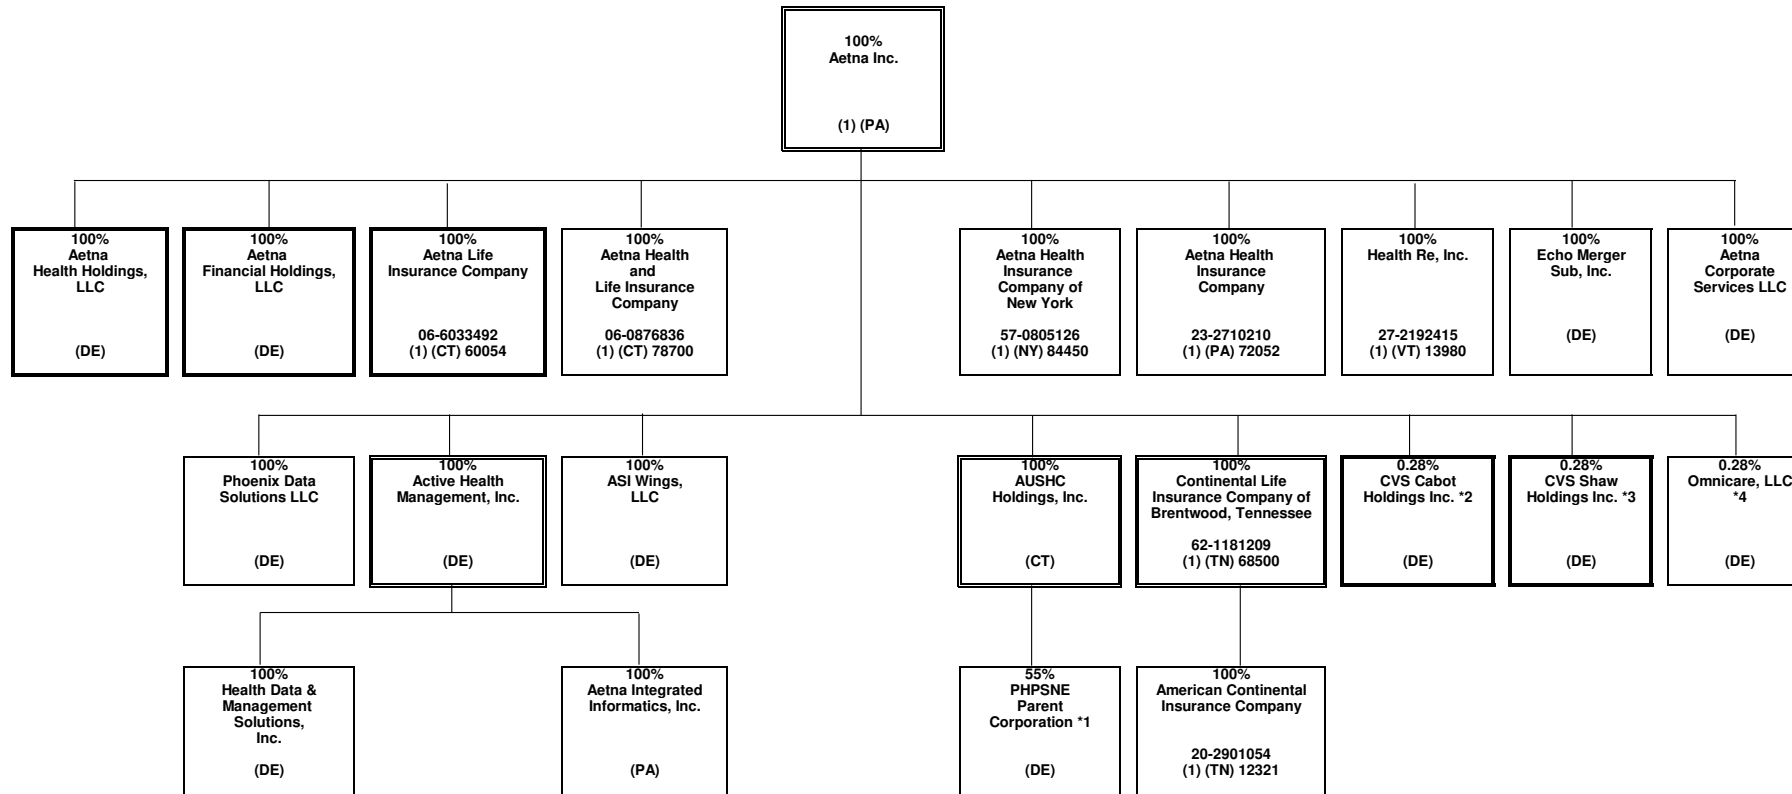 100%
Aetna Inc.
(1) (PA)
100%
Aetna
Health Holdings,
LLC
(DE)
100%
Aetna
Financial Holdings,
LLC
(DE)
100%
Aetna Life
Insurance Company
06-6033492
(1) (CT) 60054
100%
Aetna Health
and
Life Insurance
Company
06-0876836
(1) (CT) 78700
100%
Aetna Health
Insurance
Company of
New York
57-0805126
(1) (NY) 84450
100%
Aetna Health
Insurance
Company
23-2710210
(1) (PA) 72052
100%
Health Re, Inc.
27-2192415
(1) (VT) 13980
100%
Echo Merger
Sub, Inc.
(DE)
100%
Aetna
Corporate
Services LLC
(DE)
100%
Phoenix Data
Solutions LLC
(DE)
100%
Active Health
Management, Inc.
(DE)
100%
ASI Wings,
LLC
(DE)
100%
AUSHC
Holdings, Inc.
(CT)
100%
Continental Life
Insurance Company of
Brentwood, Tennessee
62-1181209
(1) (TN) 68500
0.28%
CVS Cabot
Holdings Inc. *2
(DE)
0.28%
CVS Shaw
Holdings Inc. *3
(DE)
0.28%
Omnicare, LLC
*4
(DE)
100%
Health Data &
Management
Solutions,
Inc.
(DE)
100%
Aetna Integrated
Informatics, Inc.
(PA)
55%
PHPSNE
Parent
Corporation *1
(DE)
100%
American Continental
Insurance Company
20-2901054
(1) (TN) 12321